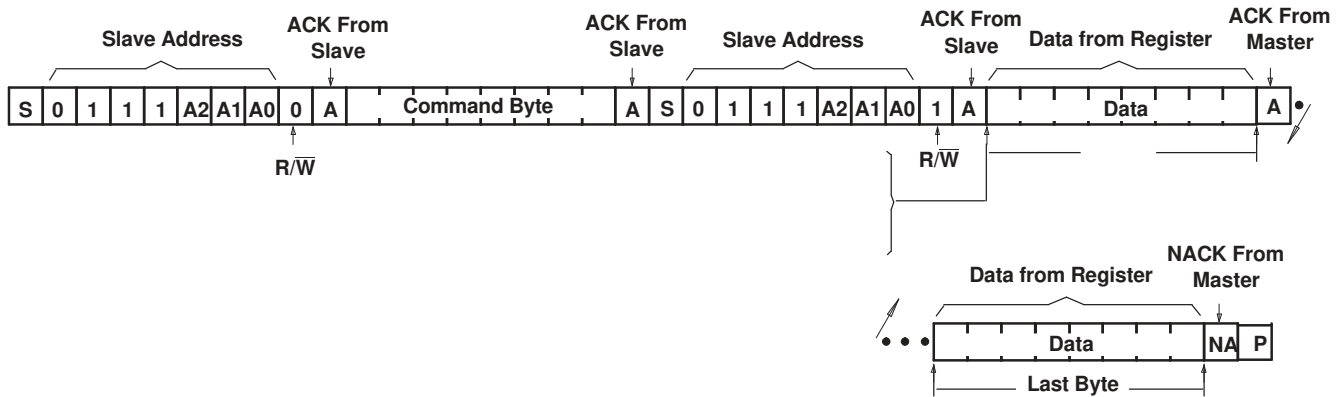 Slave Address
ACK From
Slave
ACK From
Slave
Slave Address
ACK From
Slave
Data from Register
ACK From
Master
S 0 1 1 1 A2 A1 A0 0 A Command Byte A S 0 1 1 1 A2 A1 A0 1 A Data A
R/W̅
R/W̅
Data from Register
NACK From
Master
Data NA P
Last Byte